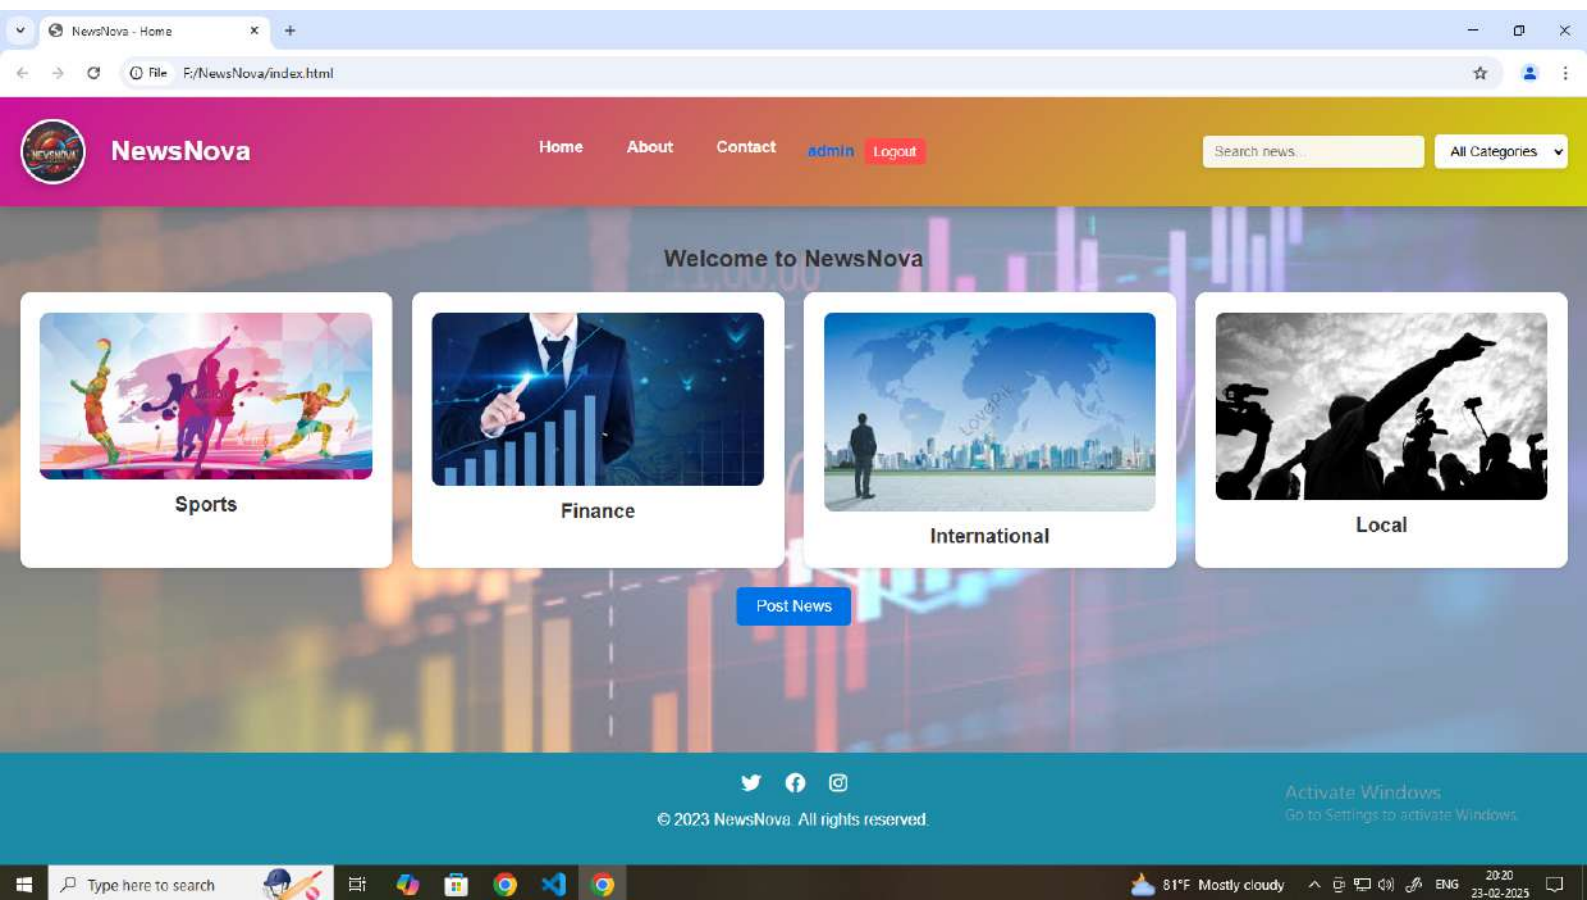 NewsNova - Home
File F:/NewsNova/index.html
NEWSNOVA
NewsNova
Home About Contact admin Logout
Search news...
All Categories
Welcome to NewsNova
LovePik
Sports
Finance
International
Local
Post News
© 2023 NewsNova. All rights reserved.
Activate Windows
Go to Settings to activate Windows.
Type here to search
81°F Mostly cloudy
ENG
20:20
23-02-2025